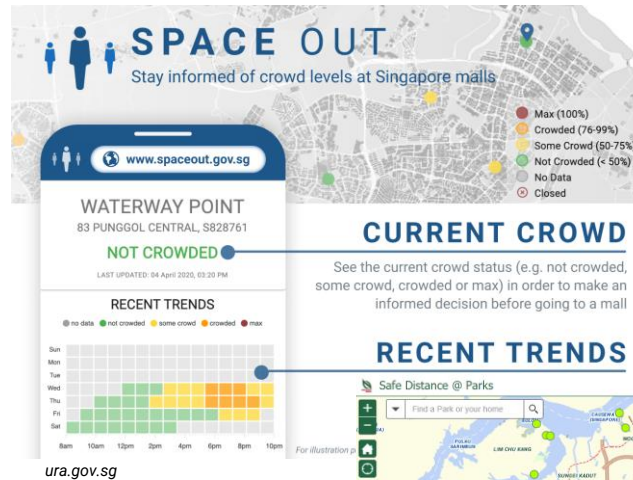 SPACE OUT
Stay informed of crowd levels at Singapore malls
Max (100%)
Crowded (76-99%)
Some Crowd (50-75%
Not Crowded (< 50%)
No Data
Closed
www.spaceout.gov.sg
WATERWAY POINT
83 PUNGGOL CENTRAL, S828761
NOT CROWDED
LAST UPDATED: 04 April 2020, 03:20 PM
RECENT TRENDS
no data not crowded some crowd crowded max
Sun
Mon
Tue
Wed
Thu
Fri
Sat
8am 10am 12pm 2pm 4pm 6pm 8pm 10pm
CURRENT CROWD
See the current crowd status (e.g. not crowded,
some crowd, crowded or max) in order to make an
informed decision before going to a mall
RECENT TRENDS
For illustration p
Safe Distance @ Parks
Find a Park or your home
LIM CHU KANG
SUNGEI KADUT
ura.gov.sg